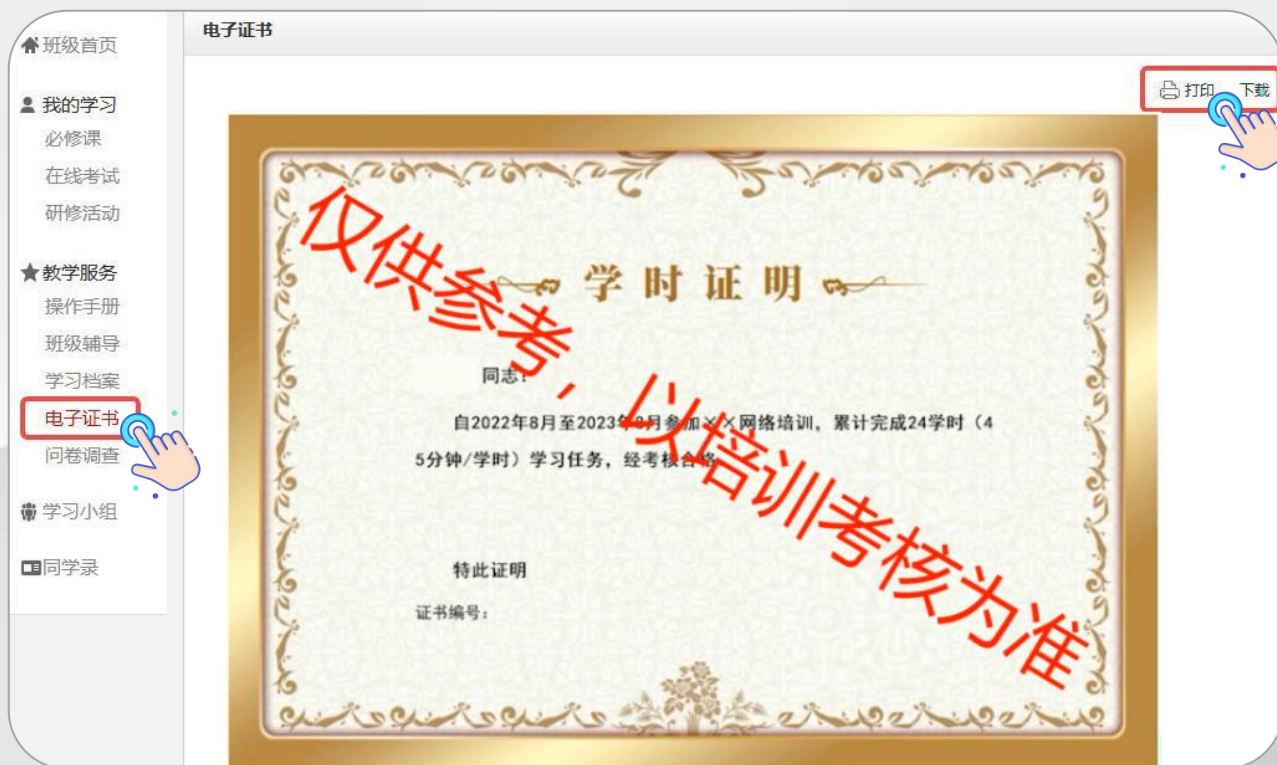 班级首页
我的学习
必修课
在线考试
研修活动
教学服务
操作手册
班级辅导
学习档案
电子证书
问卷调查
学习小组
同学录
电子证书
打印 下载
学时证明
同志：
自2022年8月至2023年8月参加××网络培训，累计完成24学时（4
5分钟/学时）学习任务，经考核合格
特此证明
证书编号：
仅供参考，以培训考核为准